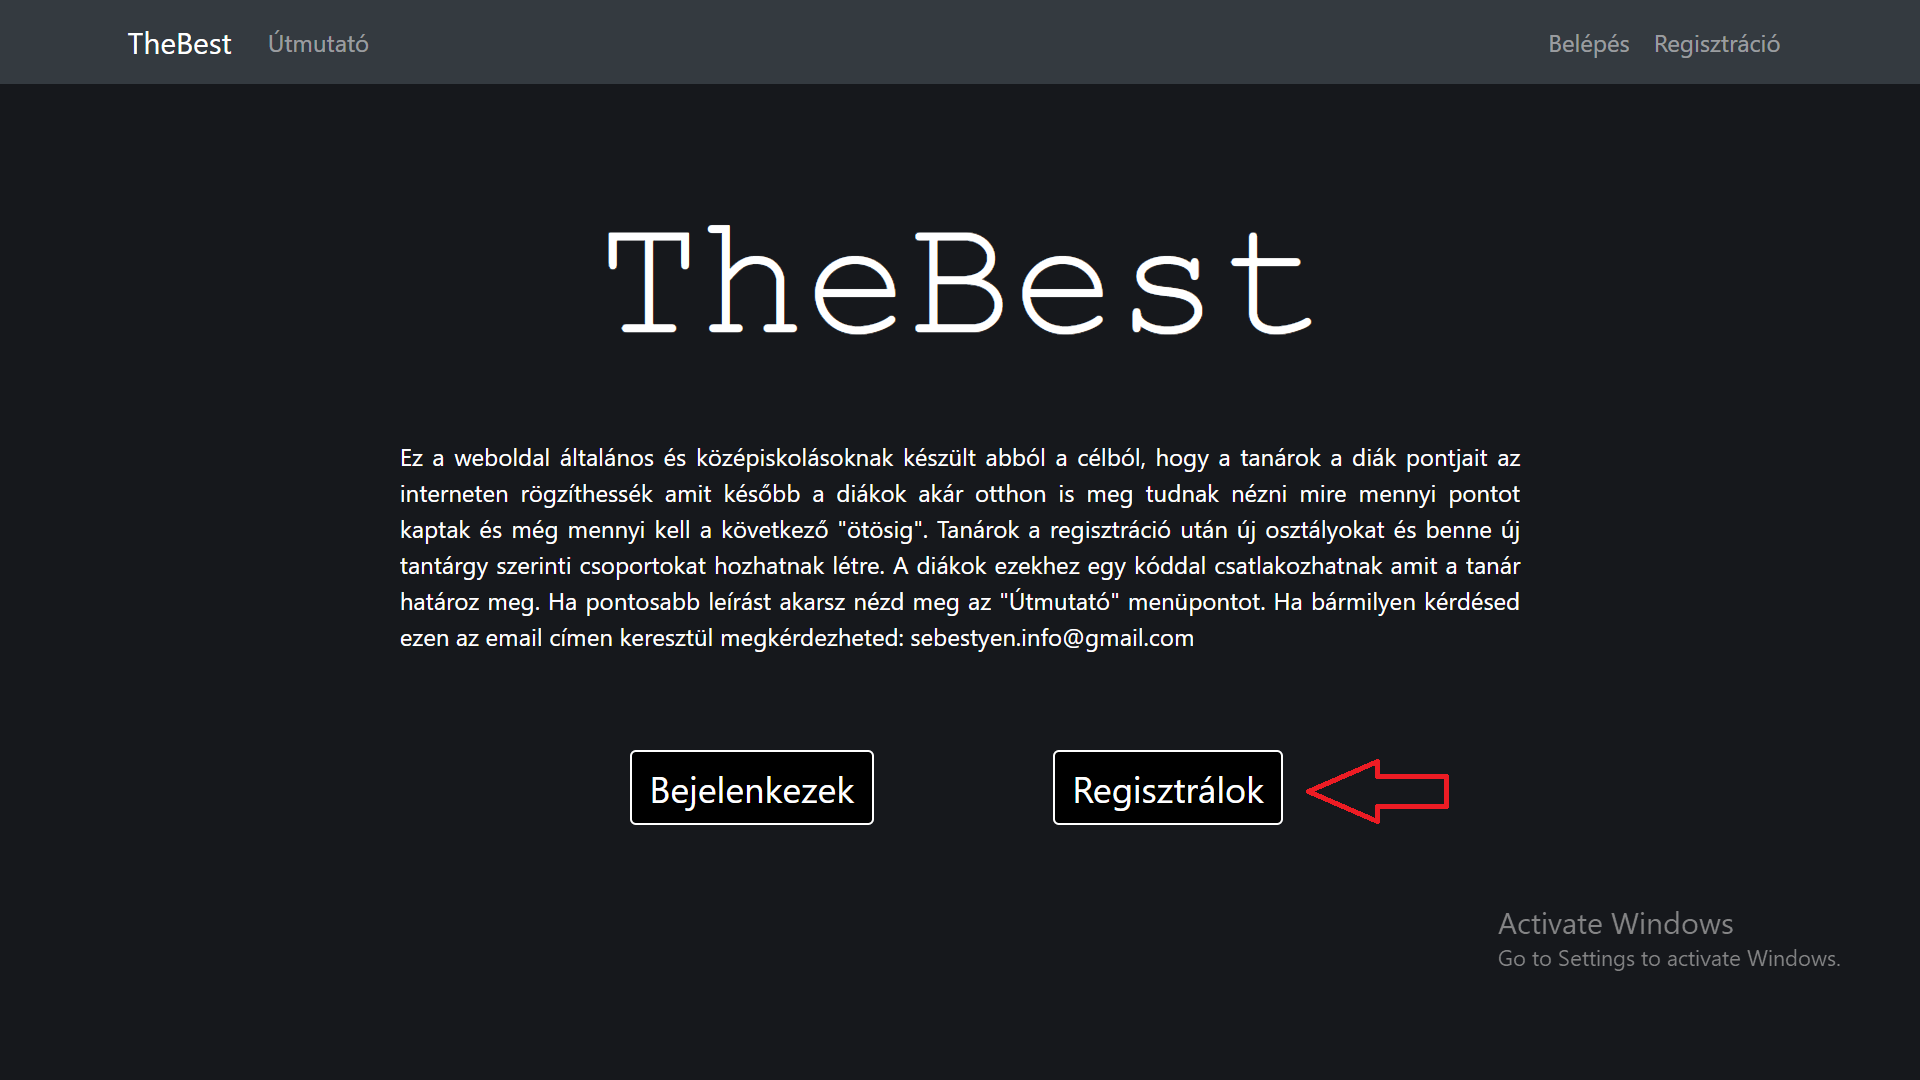 TheBest Útmutató Belépés Regisztráció
TheBest
Ez a weboldal általános és középiskolásoknak készült abból a célból, hogy a tanárok a diák pontjait az
interneten rögzíthessék amit később a diákok akár otthon is meg tudnak nézni mire mennyi pontot
kaptak és még mennyi kell a következő "ötösig". Tanárok a regisztráció után új osztályokat és benne új
tantárgy szerinti csoportokat hozhatnak létre. A diákok ezekhez egy kóddal csatlakozhatnak amit a tanár
határoz meg. Ha pontosabb leírást akarsz nézd meg az "Útmutató" menüpontot. Ha bármilyen kérdésed
ezen az email címen keresztül megkérdezheted: sebestyen.info@gmail.com
Bejelenkezek Regisztrálok
Activate Windows
Go to Settings to activate Windows.